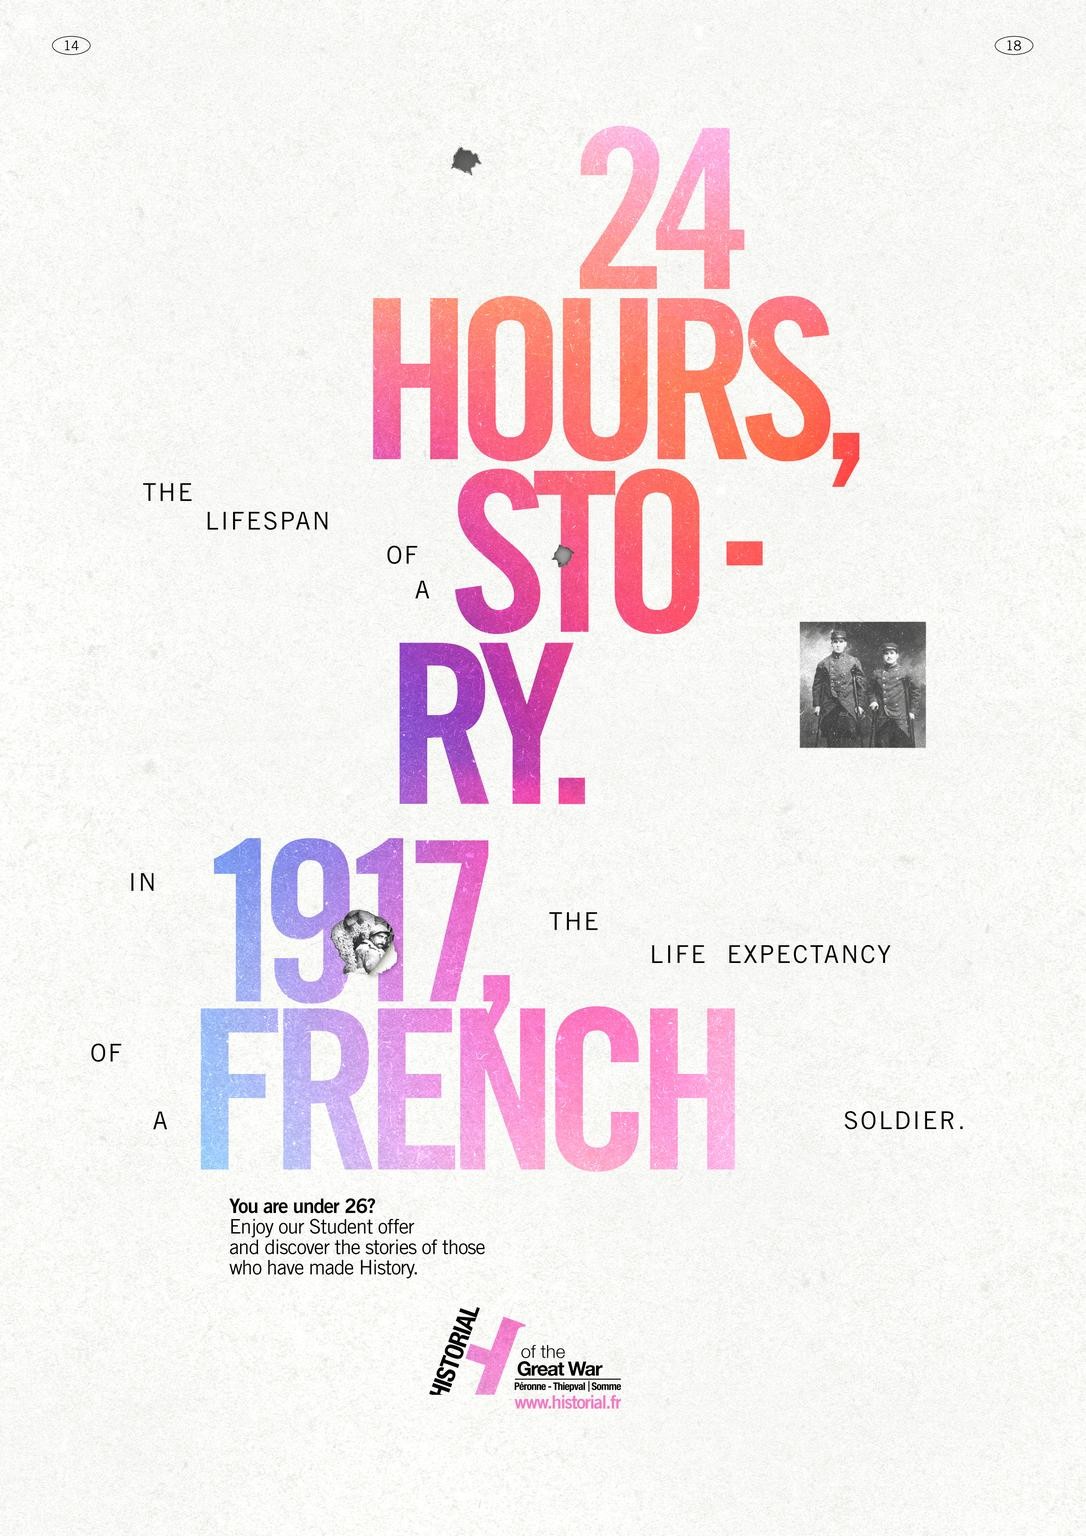 14
18
24
HOURS,
THE
LIFESPAN
OF
A
STO-
RY.
IN
1917,
THE
LIFE EXPECTANCY
OF
A
FRENCH
SOLDIER.
You are under 26?
Enjoy our Student offer
and discover the stories of those
who have made History.
HISTORIAL
H
of the
Great War
Péronne - Thiepval | Somme
www.historial.fr